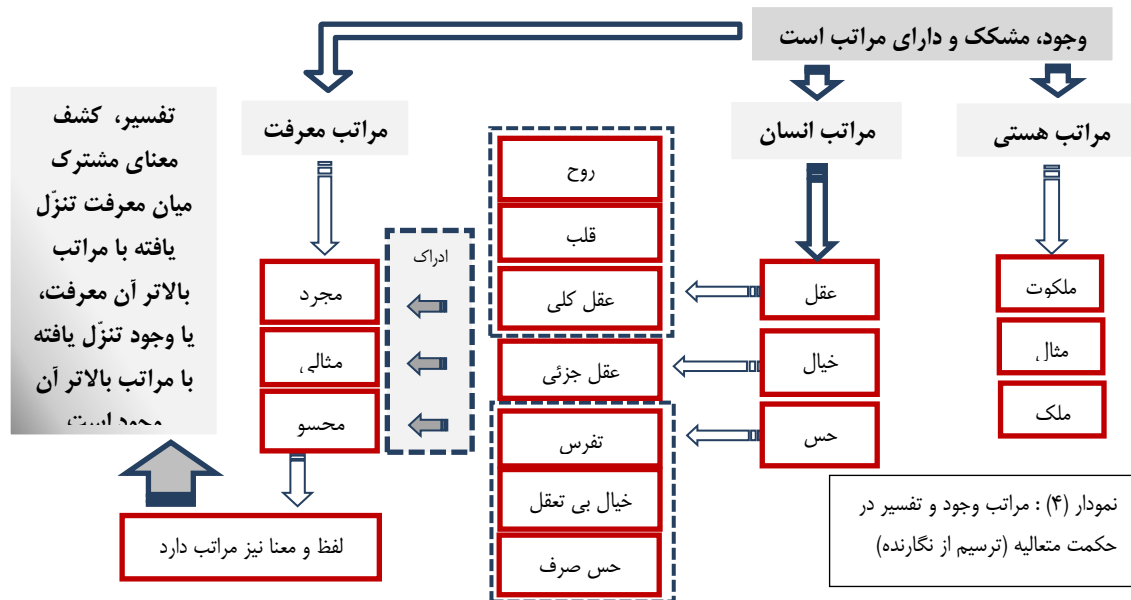 وجود، مشکک و دارای مراتب است
مراتب هستی
ملکوت
مثال
ملک
مراتب انسان
عقل
خیال
حس
روح
قلب
عقل کلی
عقل جزئی
تفرس
خیال بی تعقل
حس صرف
ادراک
مراتب معرفت
مجرد
مثالی
محسو
لفظ و معنا نیز مراتب دارد
تفسیر، کشف
معنای مشترک
میان معرفت تنزّل
یافته با مراتب
بالاتر آن معرفت،
یا وجود تنزّل یافته
با مراتب بالاتر آن
وجود است
نمودار (۴) : مراتب وجود و تفسیر در
حکمت متعالیه (ترسیم از نگارنده)